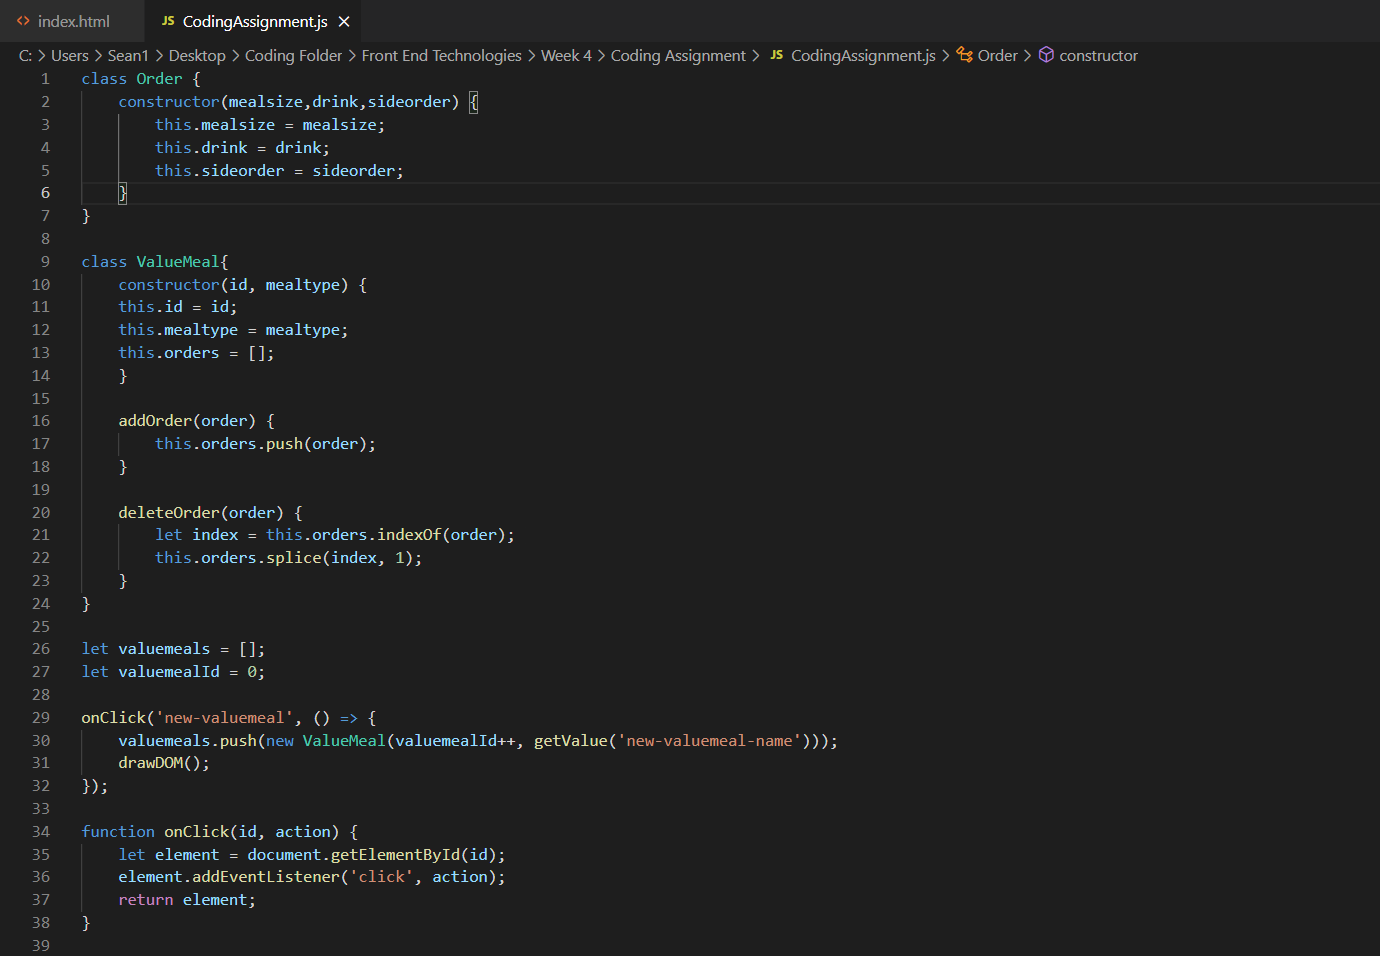 <> index.html JS CodingAssignment.js ×
C: > Users > Sean1 > Desktop > Coding Folder > Front End Technologies > Week 4 > Coding Assignment > JS CodingAssignment.js > Order > constructor
1 class Order {
2     constructor(mealsize,drink,sideorder) {
3         this.mealsize = mealsize;
4         this.drink = drink;
5         this.sideorder = sideorder;
6     }
7 }
8
9 class ValueMeal{
10     constructor(id, mealtype) {
11     this.id = id;
12     this.mealtype = mealtype;
13     this.orders = [];
14     }
15
16     addOrder(order) {
17         this.orders.push(order);
18     }
19
20     deleteOrder(order) {
21         let index = this.orders.indexOf(order);
22         this.orders.splice(index, 1);
23     }
24 }
25
26 let valuemeals = [];
27 let valuemealId = 0;
28
29 onClick('new-valuemeal', () => {
30     valuemeals.push(new ValueMeal(valuemealId++, getValue('new-valuemeal-name')));
31     drawDOM();
32 });
33
34 function onClick(id, action) {
35     let element = document.getElementById(id);
36     element.addEventListener('click', action);
37     return element;
38 }
39